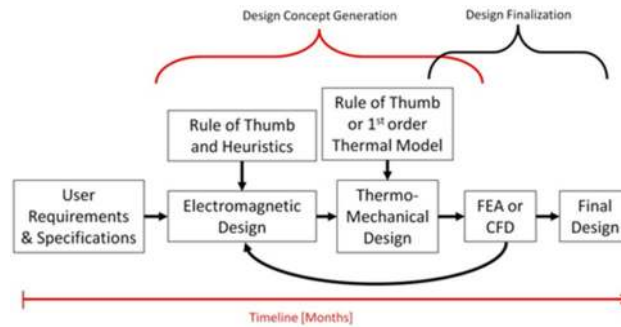 Design Concept Generation
Design Finalization
Rule of Thumb
and Heuristics
Rule of Thumb
or 1st order
Thermal Model
User
Requirements
& Specifications
Electromagnetic
Design
Thermo-
Mechanical
Design
FEA or
CFD
Final
Design
Timeline [Months]